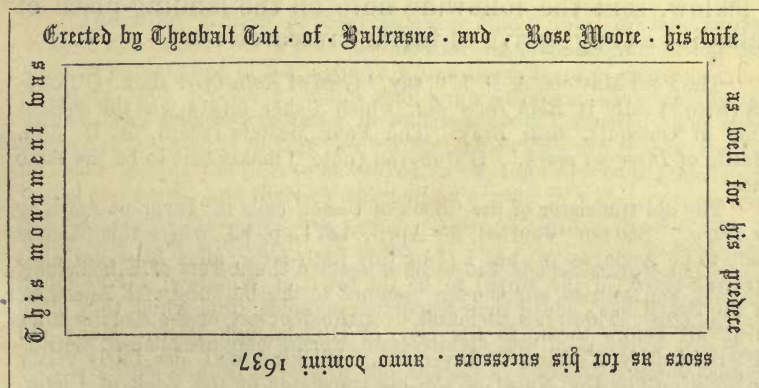 This monument was
Erected by Theobalt Tut . of . Baltrasne . and . Rose Moore . his wife
as well for his predece
ssors as for his sucessors . anno domini 1637.